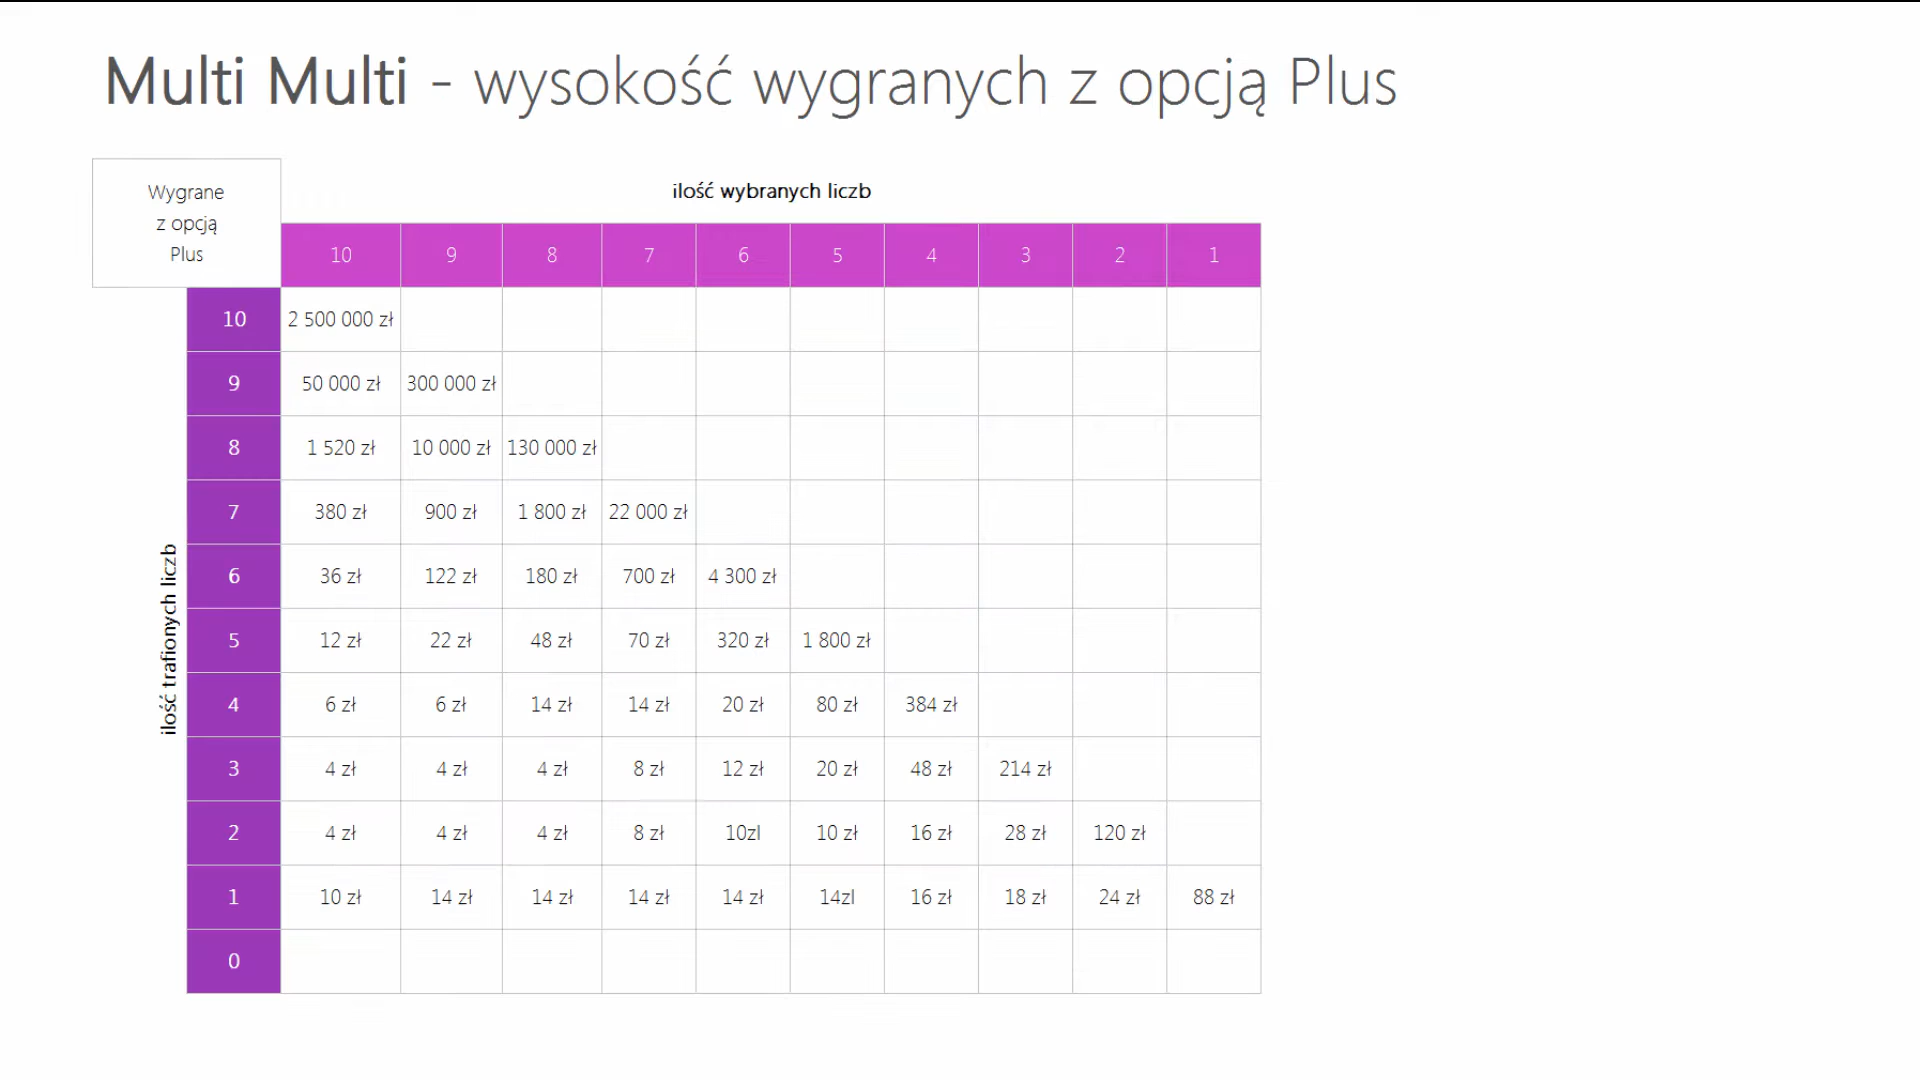 Multi Multi - wysokość wygranych z opcją Plus
Wygrane
z opcją
Plus
ilość wybranych liczb
10 9 8 7 6 5 4 3 2 1
ilość trafionych liczb
10 2 500 000 zł
9 50 000 zł 300 000 zł
8 1 520 zł 10 000 zł 130 000 zł
7 380 zł 900 zł 1 800 zł 22 000 zł
6 36 zł 122 zł 180 zł 700 zł 4 300 zł
5 12 zł 22 zł 48 zł 70 zł 320 zł 1 800 zł
4 6 zł 6 zł 14 zł 14 zł 20 zł 80 zł 384 zł
3 4 zł 4 zł 4 zł 8 zł 12 zł 20 zł 48 zł 214 zł
2 4 zł 4 zł 4 zł 8 zł 10zl 10 zł 16 zł 28 zł 120 zł
1 10 zł 14 zł 14 zł 14 zł 14 zł 14zl 16 zł 18 zł 24 zł 88 zł
0